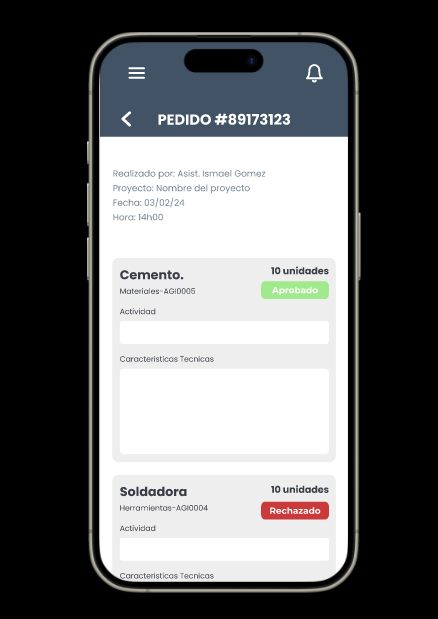 PEDIDO #89173123
Realizado por: Asist. Ismael Gomez
Proyecto: Nombre del proyecto
Fecha: 03/02/24
Hora: 14h00
Cemento.
10 unidades
Materiales-AGI0005
Aprobado
Actividad
Caracteristicas Tecnicas
Soldadora
10 unidades
Herramientas-AGI0004
Rechazado
Actividad
Caracteristicas Tecnicas